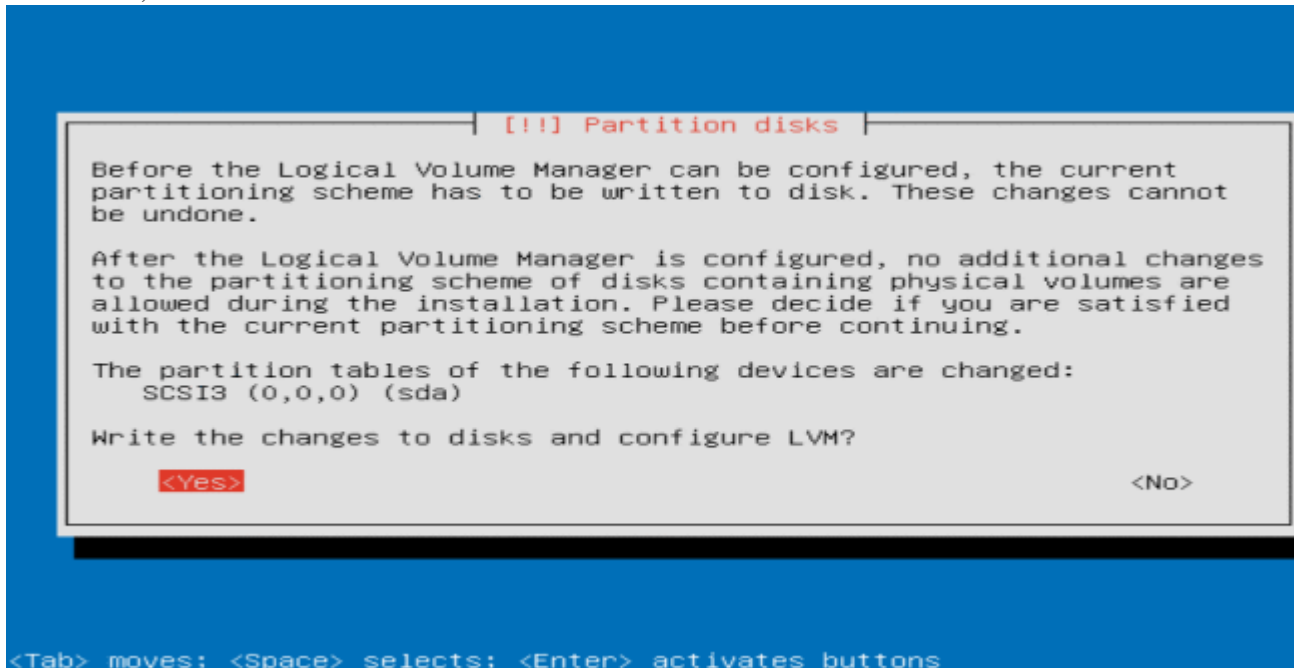 [!!] Partition disks
Before the Logical Volume Manager can be configured, the current
partitioning scheme has to be written to disk. These changes cannot
be undone.
After the Logical Volume Manager is configured, no additional changes
to the partitioning scheme of disks containing physical volumes are
allowed during the installation. Please decide if you are satisfied
with the current partitioning scheme before continuing.
The partition tables of the following devices are changed:
SCSI3 (0,0,0) (sda)
Write the changes to disks and configure LVM?
<Yes> <No>
<Tab> moves; <Space> selects; <Enter> activates buttons